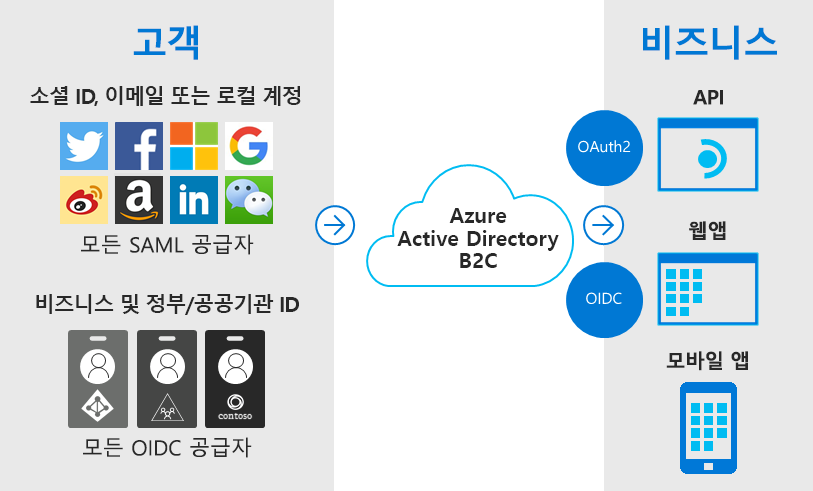 고객
소셜 ID, 이메일 또는 로컬 계정
모든 SAML 공급자
비즈니스 및 정부/공공기관 ID
contoso
모든 OIDC 공급자
Azure
Active Directory
B2C
비즈니스
API
OAuth2
웹앱
OIDC
모바일 앱